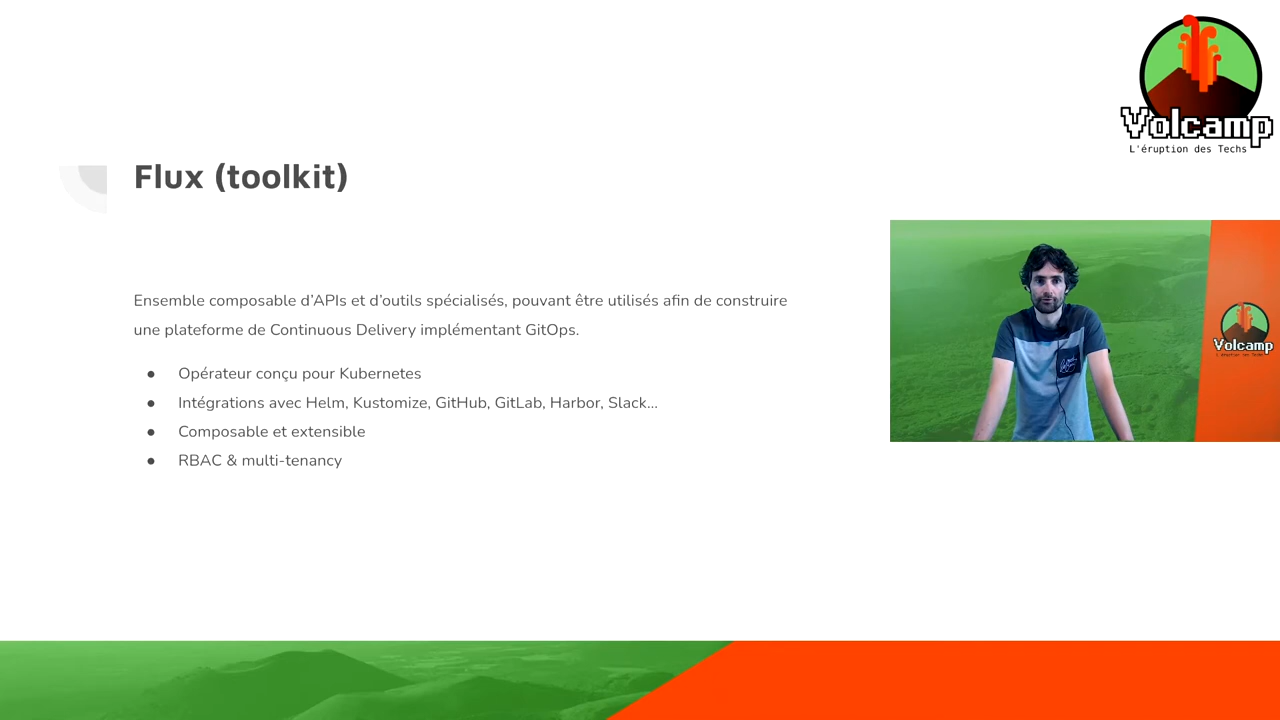 Volcamp
L'éruption des Techs
Flux (toolkit)
Ensemble composable d’APIs et d’outils spécialisés, pouvant être utilisés afin de construire
une plateforme de Continuous Delivery implémentant GitOps.
● Opérateur conçu pour Kubernetes
● Intégrations avec Helm, Kustomize, GitHub, GitLab, Harbor, Slack...
● Composable et extensible
● RBAC & multi-tenancy
Volcamp